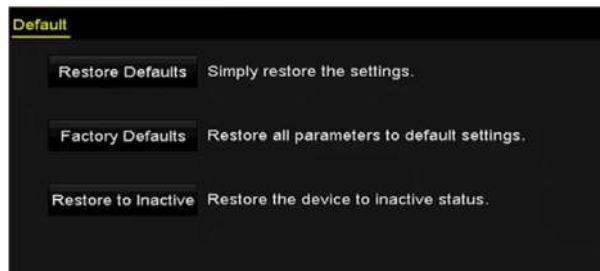 Default
Restore Defaults Simply restore the settings.
Factory Defaults Restore all parameters to default settings.
Restore to Inactive Restore the device to inactive status.